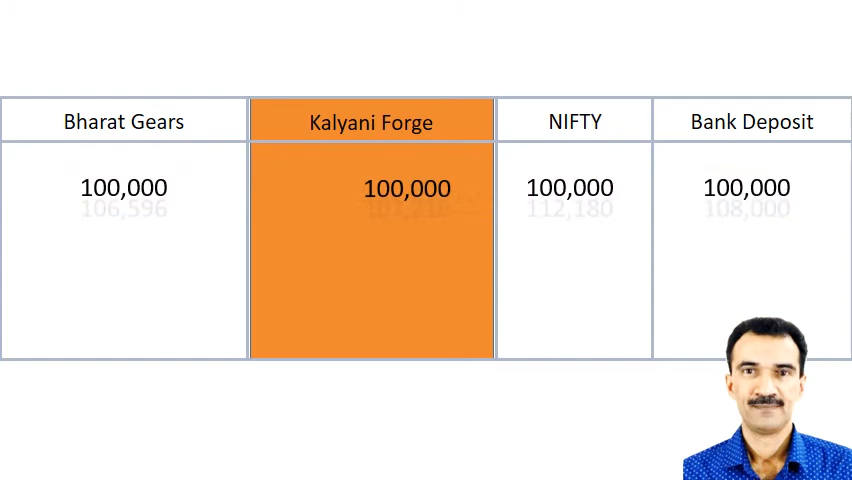 Bharat Gears Kalyani Forge NIFTY Bank Deposit
100,000 100,000 100,000 100,000
106,596 112,180 108,000